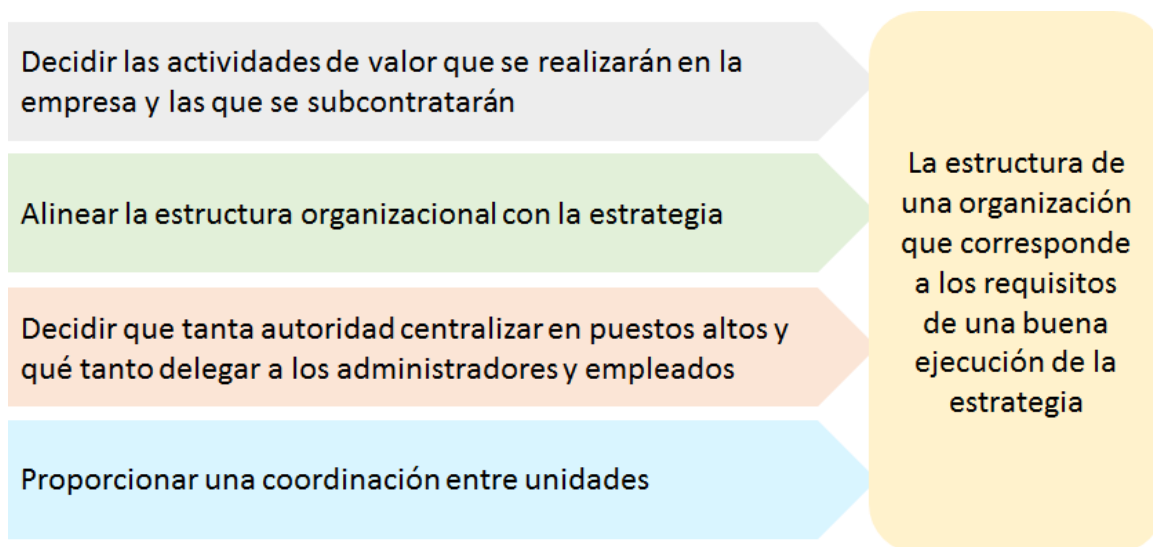 Decidir las actividades de valor que se realizarán en la
empresa y las que se subcontratarán
Alinear la estructura organizacional con la estrategia
Decidir que tanta autoridad centralizar en puestos altos y
qué tanto delegar a los administradores y empleados
Proporcionar una coordinación entre unidades
La estructura de
una organización
que corresponde
a los requisitos
de una buena
ejecución de la
estrategia